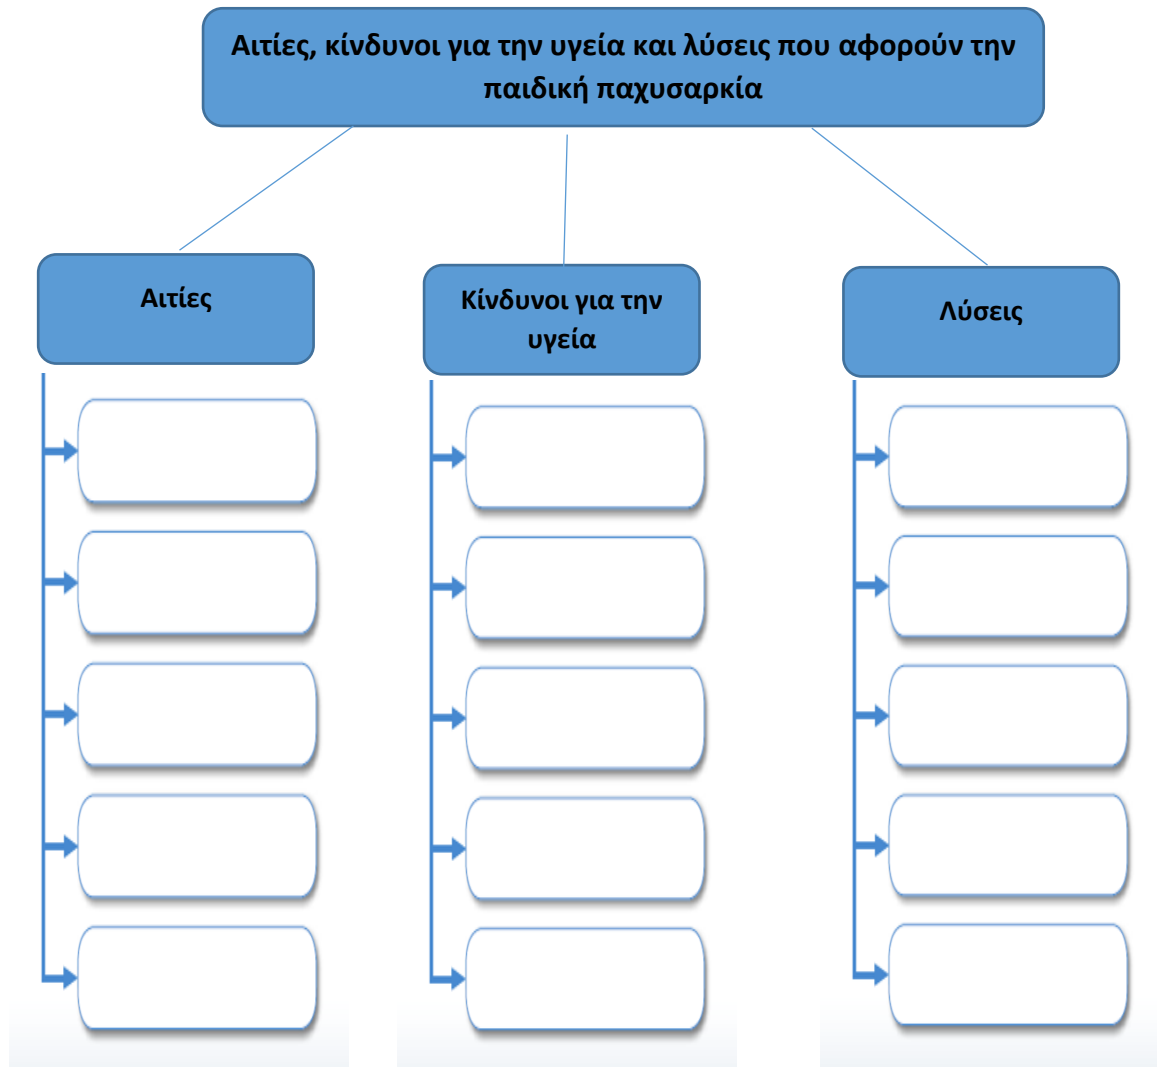 Αιτίες, κίνδυνοι για την υγεία και λύσεις που αφορούν την
παιδική παχυσαρκία
Αιτίες
Κίνδυνοι για την
υγεία
Λύσεις